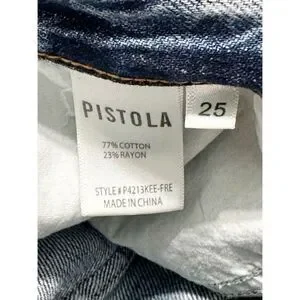 PISTOLA
25
77% COTTON
23% RAYON
STYLE# P4213KEE-FRE
MADE IN CHINA